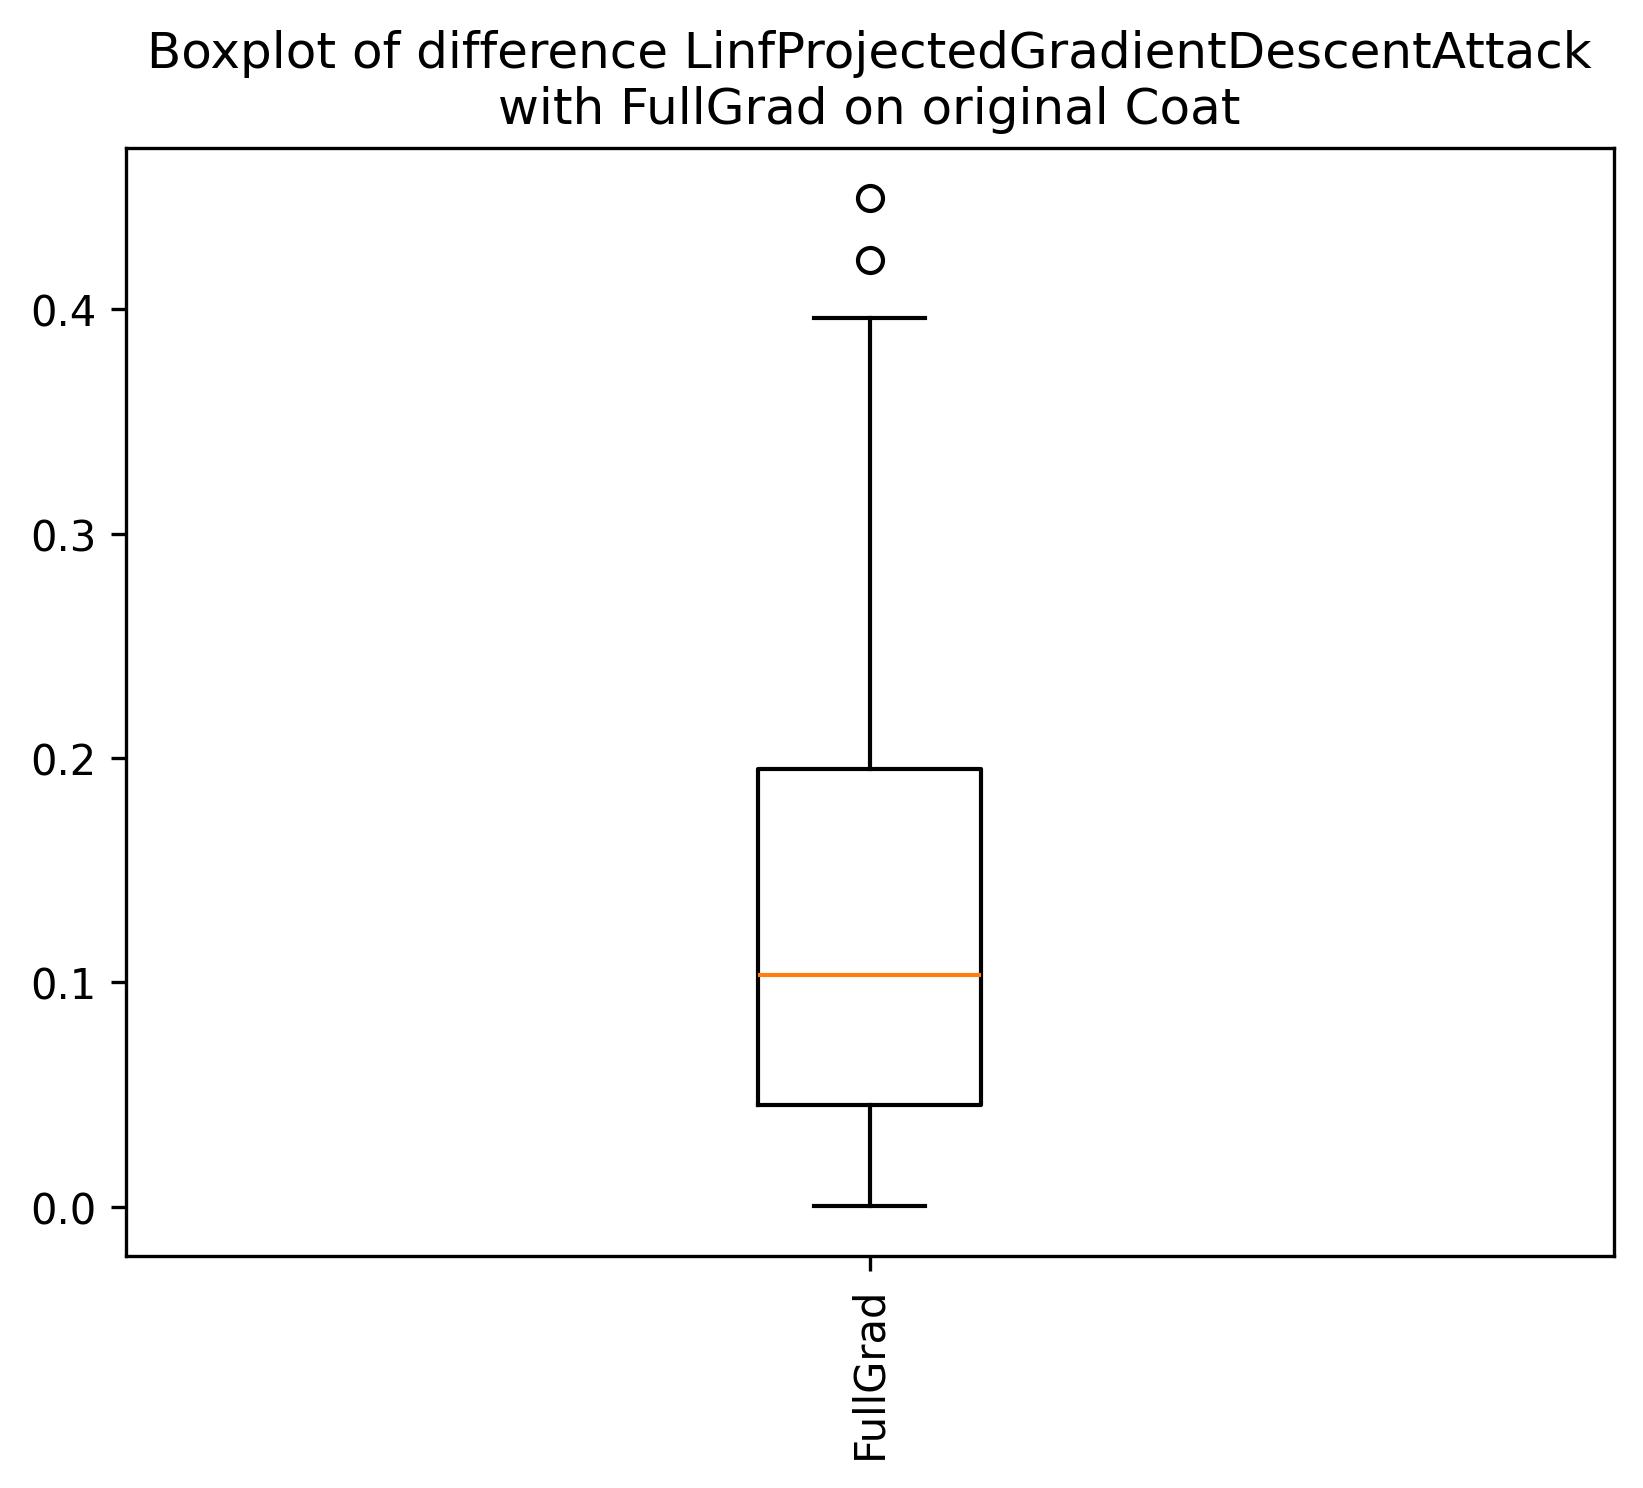 Boxplot of difference LinfProjectedGradientDescentAttack
with FullGrad on original Coat
0.4
0.3
0.2
0.1
0.0
FullGrad